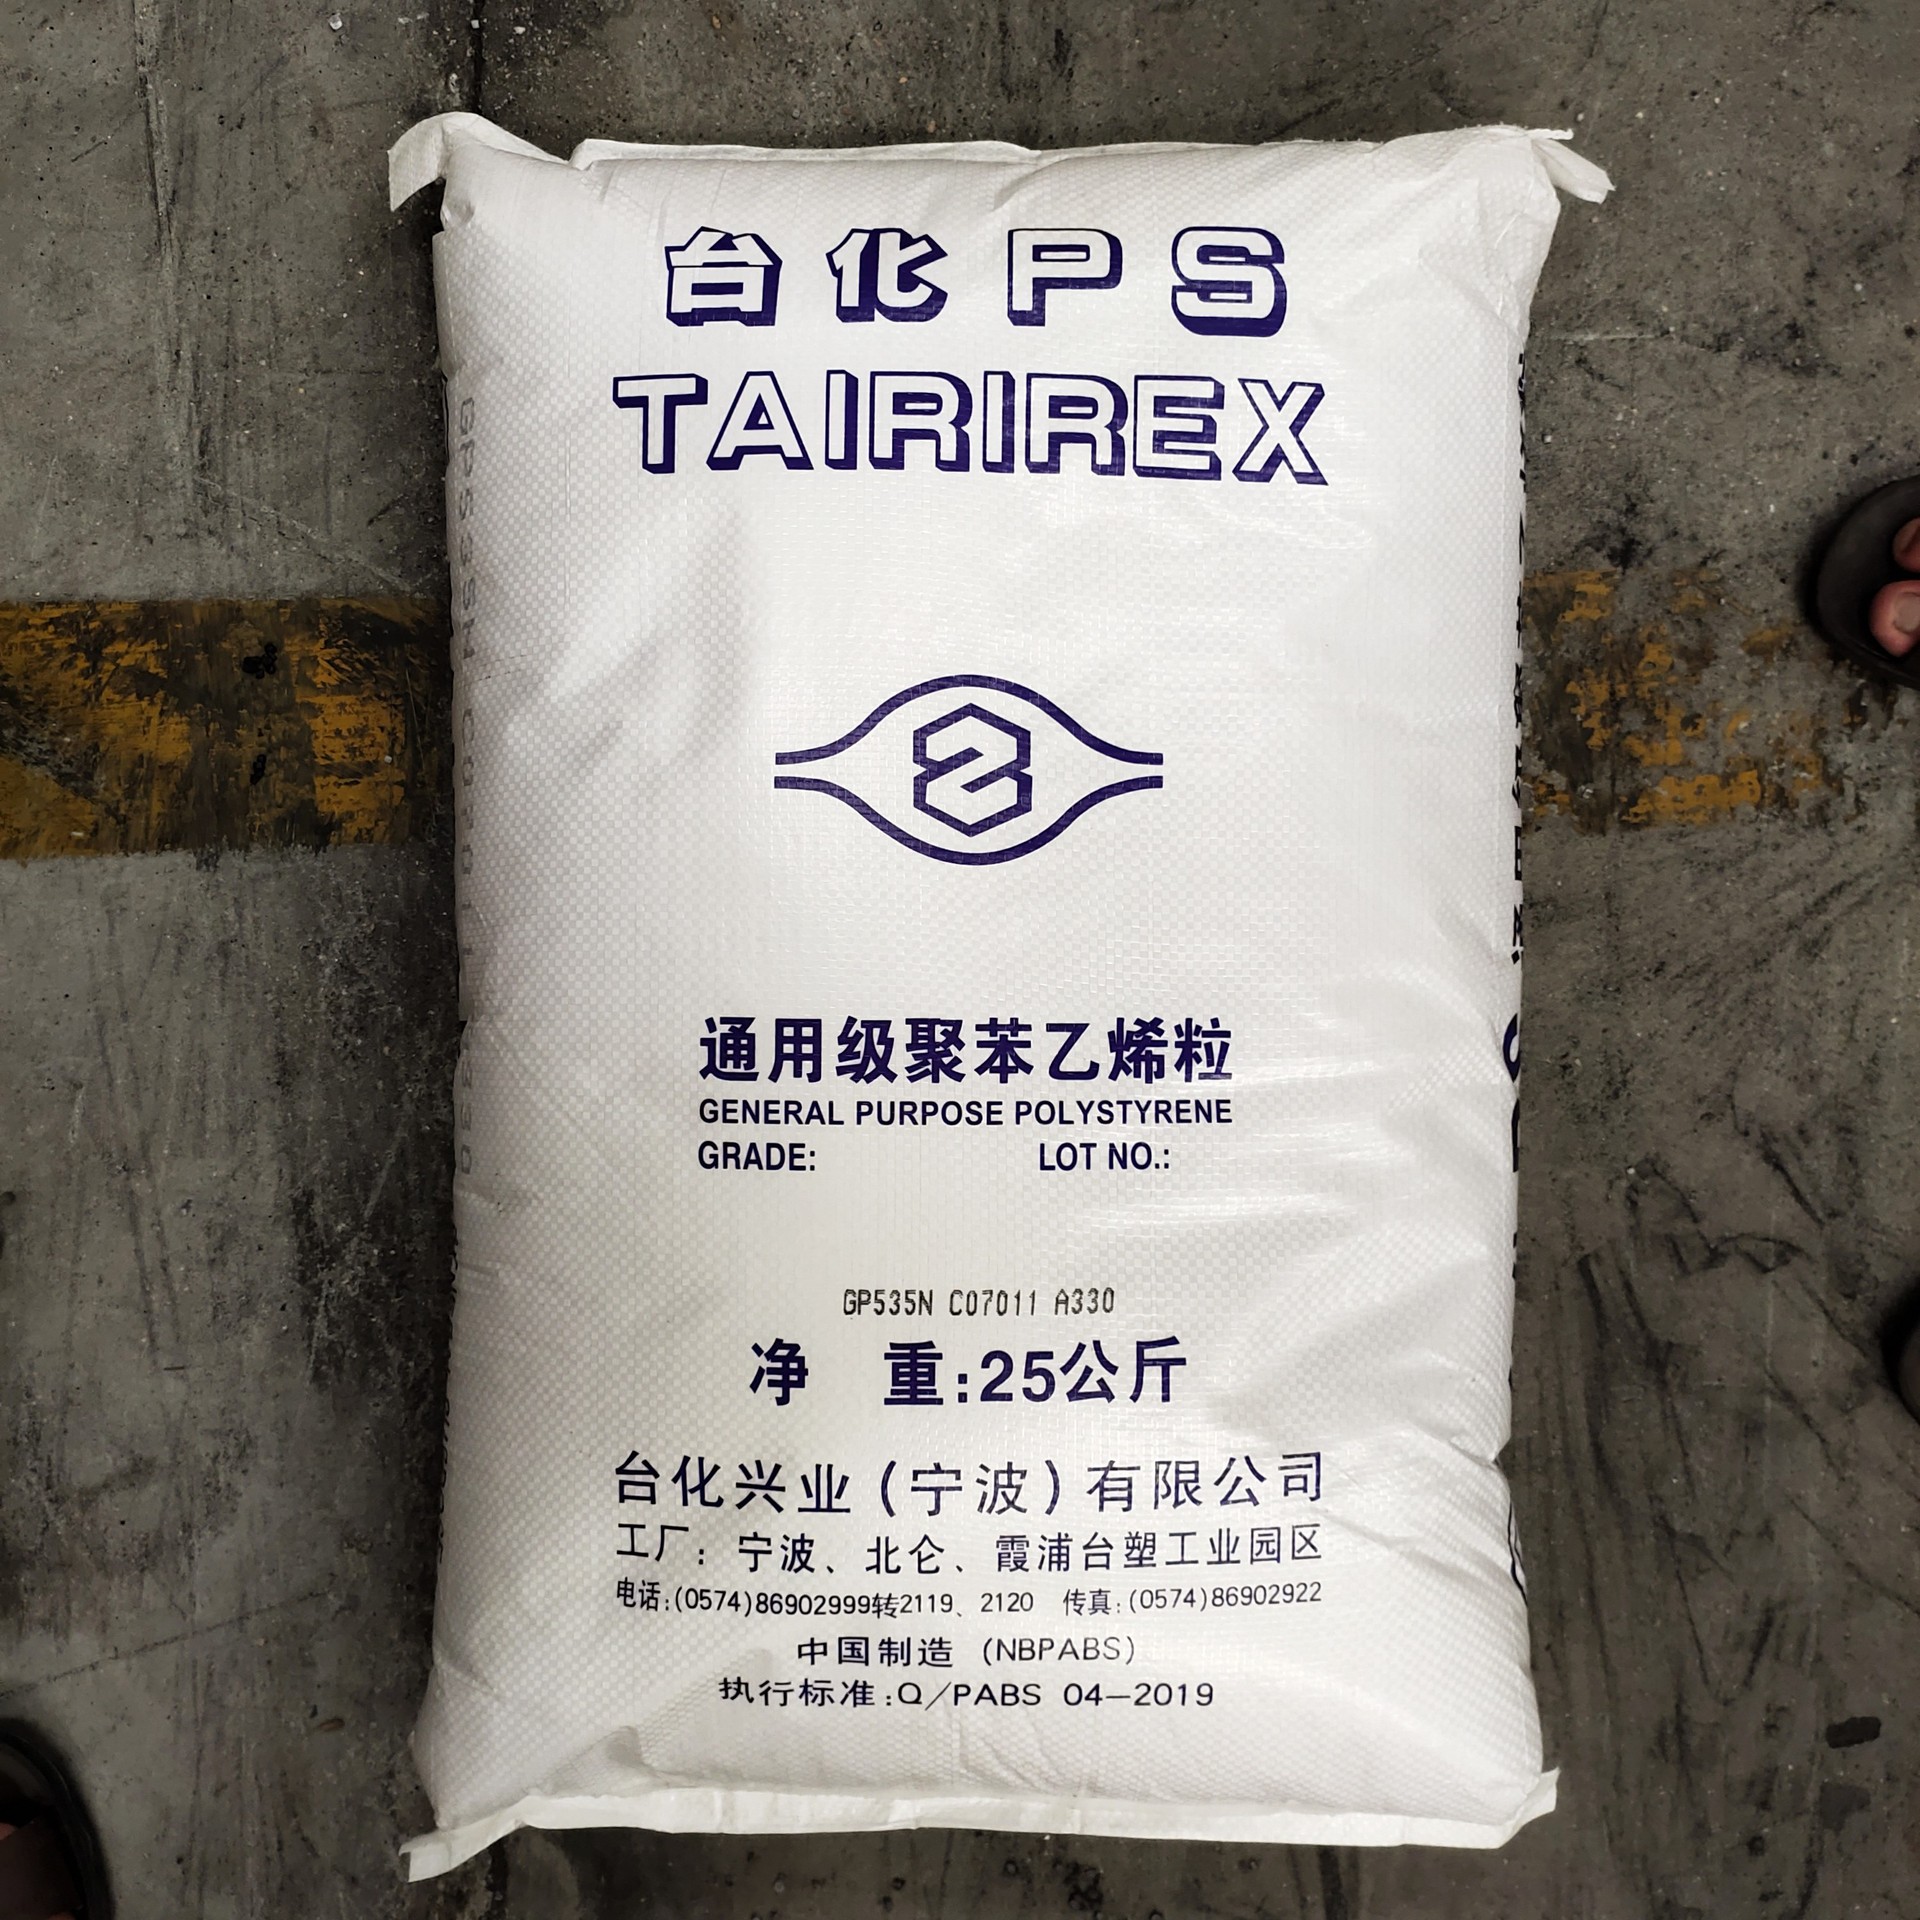 台化PS
TAIRIREX
通用级聚苯乙烯粒
GENERAL PURPOSE POLYSTYRENE
GRADE: LOT NO.:
GP535N C07011 A330
净 重:25公斤
台化兴业(宁波)有限公司
工厂: 宁波、北仑、霞浦台塑工业园区
电话:(0574)86902999转2119、2120 传真:(0574)86902922
中国制造 (NBPABS)
执行标准:Q/PABS 04-2019